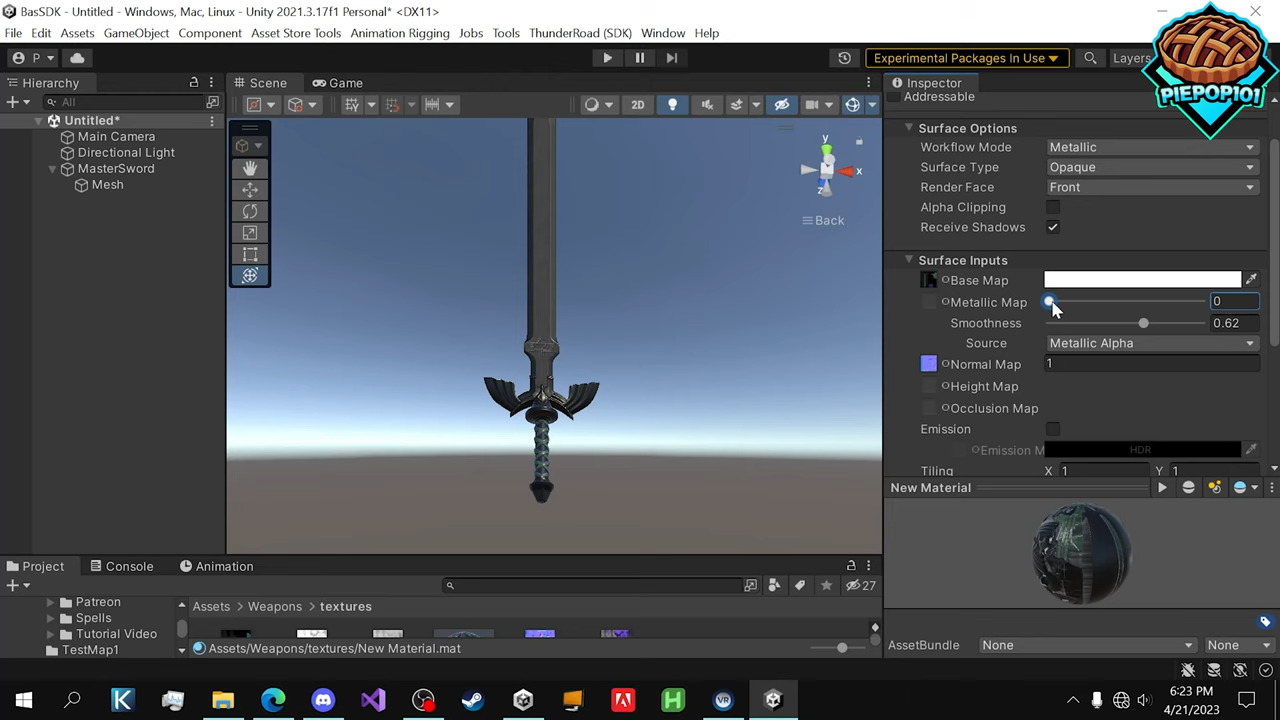 BasSDK - Untitled - Windows, Mac, Linux - Unity 2021.3.17f1 Personal* <DX11>
File Edit Assets GameObject Component Asset Store Tools Animation Rigging Jobs Tools ThunderRoad (SDK) Window Help
P Experimental Packages In Use Layers
PIEPOP101
Hierarchy
All
Untitled*
Main Camera
Directional Light
MasterSword
Mesh
Scene Game
2D
y
x
z
Back
Inspector
Addressable
Surface Options
Workflow Mode Metallic
Surface Type Opaque
Render Face Front
Alpha Clipping
Receive Shadows
Surface Inputs
Base Map
Metallic Map 0
Smoothness 0.62
Source Metallic Alpha
Normal Map 1
Height Map
Occlusion Map
Emission
Emission M HDR
Tiling X 1 Y 1
New Material
AssetBundle None None
Project Console Animation
27
Patreon
Spells
Tutorial Video
TestMap1
Assets Weapons textures
Assets/Weapons/textures/New Material.mat
6:23 PM
4/21/2023